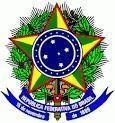 REPÚBLICA FEDERATIVA DO BRASIL
15 de novembro de 1889